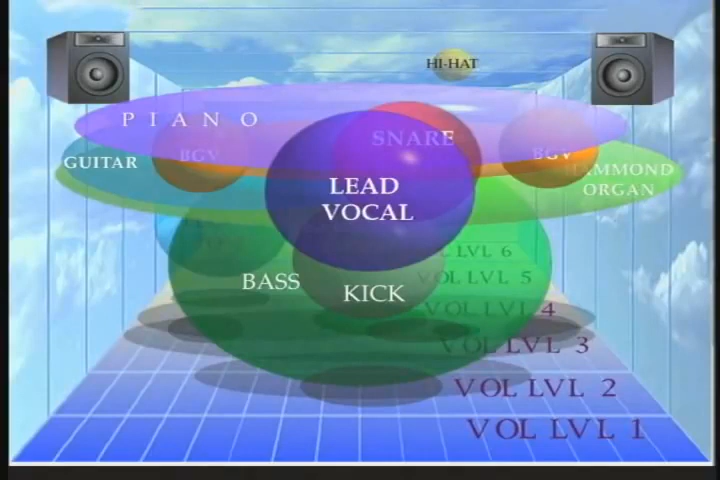 HI-HAT
P I A N O
SNARE
GUITAR
BGV
BGV
HAMMOND
ORGAN
LEAD
VOCAL
BASS
KICK
VOL LVL 6
VOL LVL 5
VOL LVL 4
VOL LVL 3
VOL LVL 2
VOL LVL 1